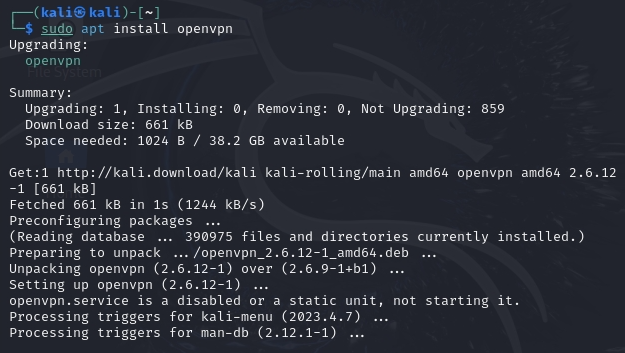 ┌──(kali㉿kali)-[~]
└─$ sudo apt install openvpn
Upgrading:
  openvpn
File System
Summary:
  Upgrading: 1, Installing: 0, Removing: 0, Not Upgrading: 859
  Download size: 661 kB
  Space needed: 1024 B / 38.2 GB available
Get:1 http://kali.download/kali kali-rolling/main amd64 openvpn amd64 2.6.12
-1 [661 kB]
Fetched 661 kB in 1s (1244 kB/s)
Preconfiguring packages ...
(Reading database ... 390975 files and directories currently installed.)
Preparing to unpack .../openvpn_2.6.12-1_amd64.deb ...
Unpacking openvpn (2.6.12-1) over (2.6.9-1+b1) ...
Setting up openvpn (2.6.12-1) ...
openvpn.service is a disabled or a static unit, not starting it.
Processing triggers for kali-menu (2023.4.7) ...
Processing triggers for man-db (2.12.1-1) ...